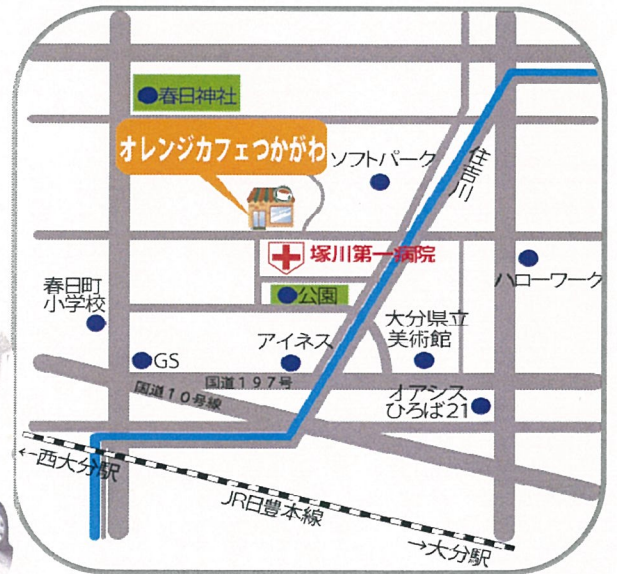 春日神社
オレンジカフェつかがわ
ソフトパーク
住吉川
塚川第一病院
ハローワーク
春日町
小学校
公園
大分県立
美術館
アイネス
GS
国道197号
国道10号線
オアシス
ひろば21
←西大分駅
JR日豊本線
→大分駅